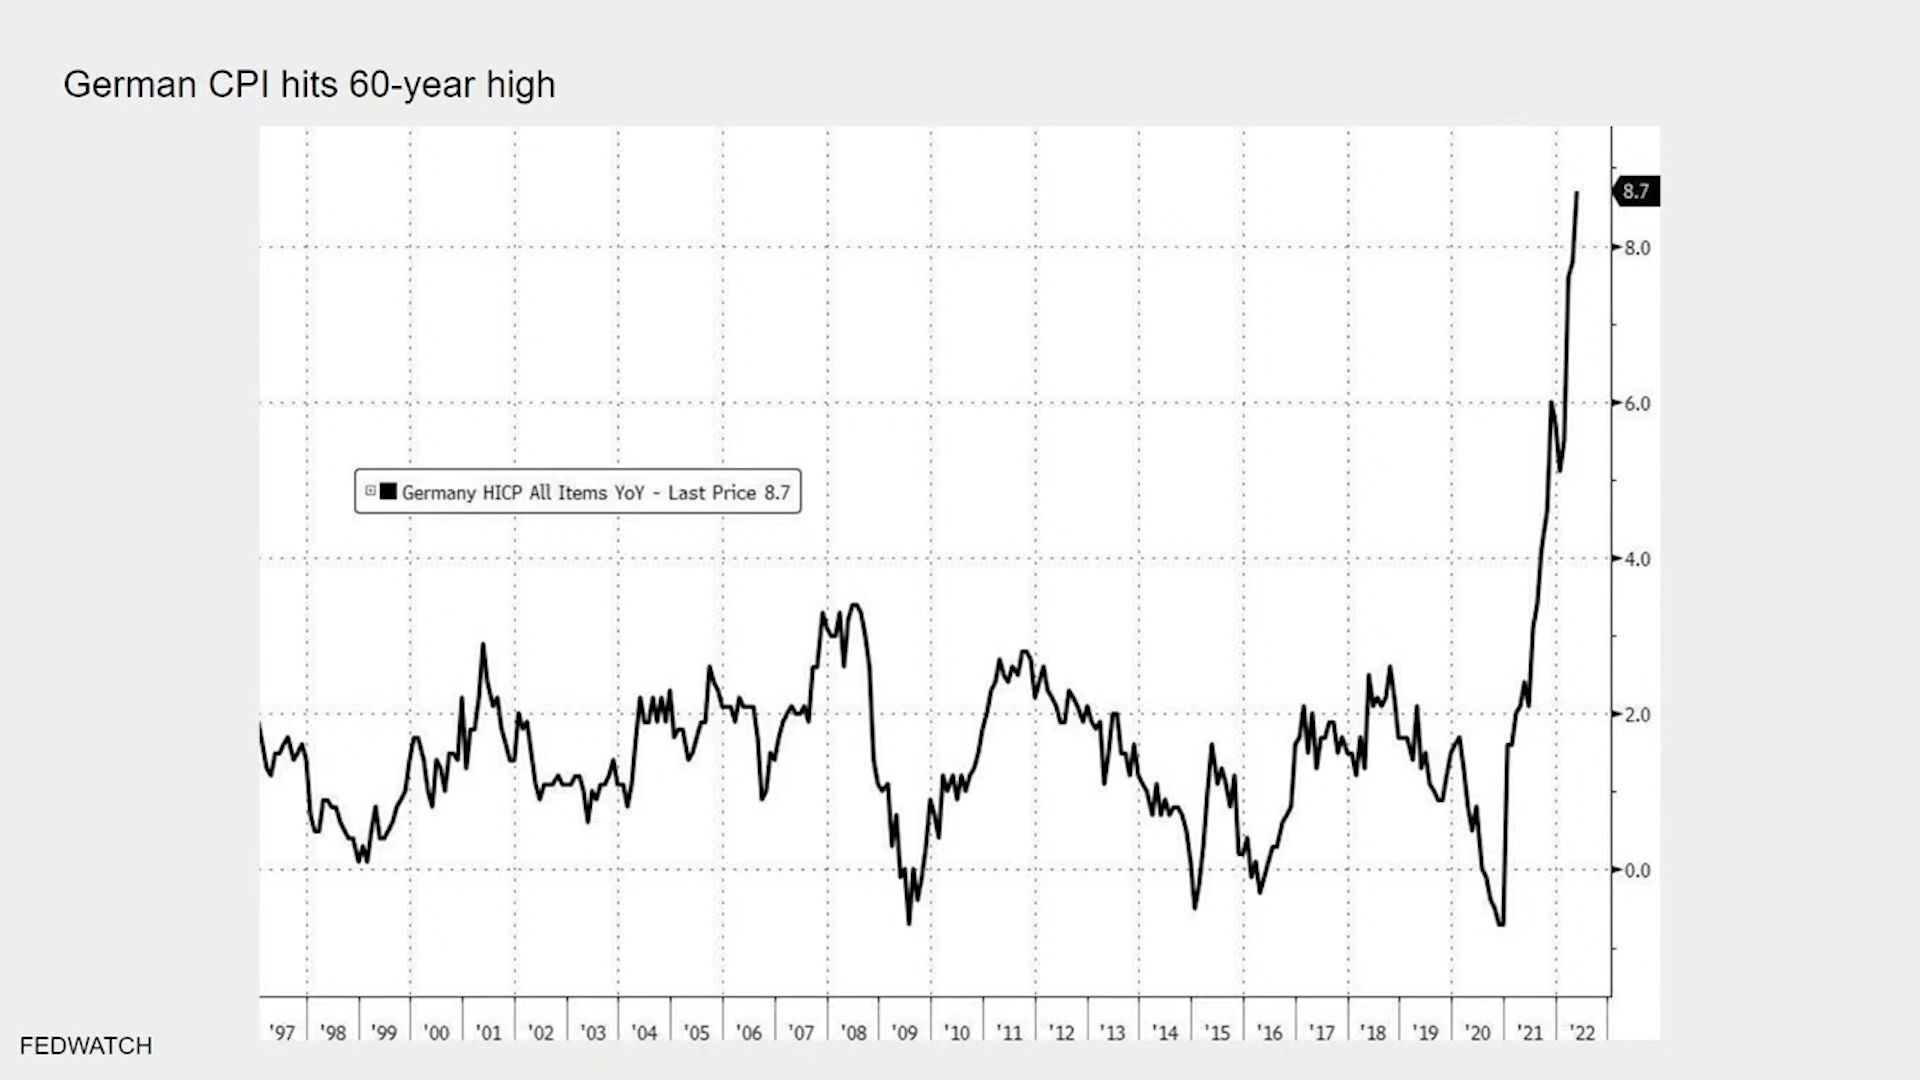 German CPI hits 60-year high
8.7
8.0
6.0
Germany HICP All Items YoY - Last Price 8.7
4.0
2.0
0.0
'97 '98 '99 '00 '01 '02 '03 '04 '05 '06 '07 '08 '09 '10 '11 '12 '13 '14 '15 '16 '17 '18 '19 '20 '21 '22
FEDWATCH